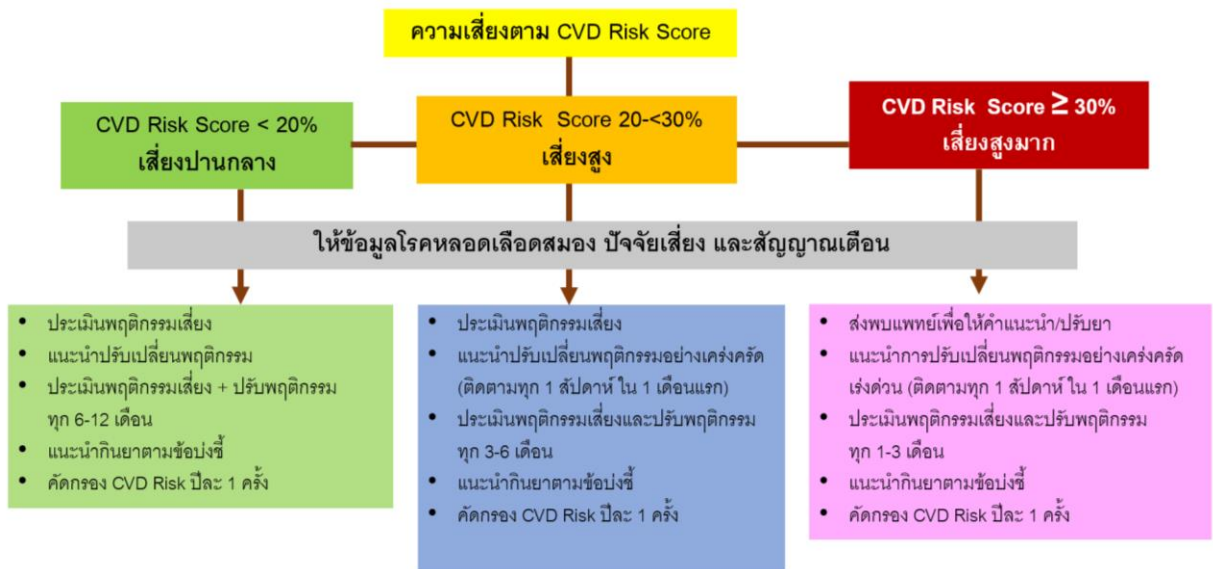 ความเสี่ยงตาม CVD Risk Score
CVD Risk Score < 20%
เสี่ยงปานกลาง
CVD Risk Score 20-<30%
เสี่ยงสูง
CVD Risk Score ≥ 30%
เสี่ยงสูงมาก
ให้ข้อมูลโรคหลอดเลือดสมอง ปัจจัยเสี่ยง และสัญญาณเตือน
• ประเมินพฤติกรรมเสี่ยง
• แนะนำปรับเปลี่ยนพฤติกรรม
• ประเมินพฤติกรรมเสี่ยง + ปรับพฤติกรรม
ทุก 6-12 เดือน
• แนะนำกินยาตามข้อบ่งชี้
• คัดกรอง CVD Risk ปีละ 1 ครั้ง
• ประเมินพฤติกรรมเสี่ยง
• แนะนำปรับเปลี่ยนพฤติกรรมอย่างเคร่งครัด
(ติดตามทุก 1 สัปดาห์ ใน 1 เดือนแรก)
• ประเมินพฤติกรรมเสี่ยงและปรับพฤติกรรม
ทุก 3-6 เดือน
• แนะนำกินยาตามข้อบ่งชี้
• คัดกรอง CVD Risk ปีละ 1 ครั้ง
• ส่งพบแพทย์เพื่อให้คำแนะนำ/ปรับยา
• แนะนำการปรับเปลี่ยนพฤติกรรมอย่างเคร่งครัด
เร่งด่วน (ติดตามทุก 1 สัปดาห์ ใน 1 เดือนแรก)
• ประเมินพฤติกรรมเสี่ยงและปรับพฤติกรรม
ทุก 1-3 เดือน
• แนะนำกินยาตามข้อบ่งชี้
• คัดกรอง CVD Risk ปีละ 1 ครั้ง